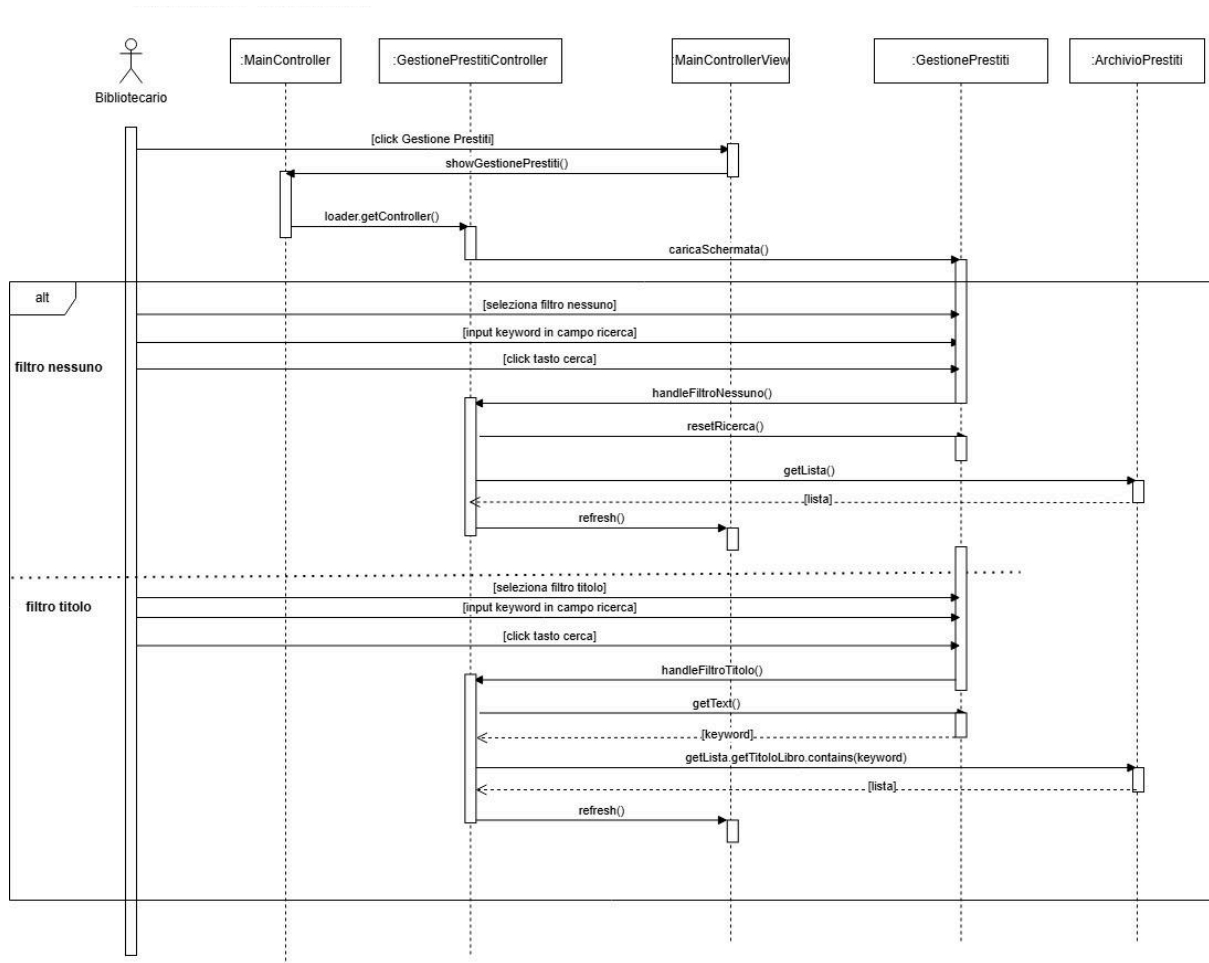 :MainController
:GestionePrestitiController
:MainControllerView
:GestionePrestiti
:ArchivioPrestiti
Bibliotecario
[click Gestione Prestiti]
showGestionePrestiti()
loader.getController()
caricaSchermata()
alt
[seleziona filtro nessuno]
[input keyword in campo ricerca]
filtro nessuno
[click tasto cerca]
handleFiltroNessuno()
resetRicerca()
getLista()
[lista]
refresh()
[seleziona filtro titolo]
filtro titolo
[input keyword in campo ricerca]
[click tasto cerca]
handleFiltroTitolo()
getText()
[keyword]
getLista.getTitoloLibro.contains(keyword)
[lista]
refresh()